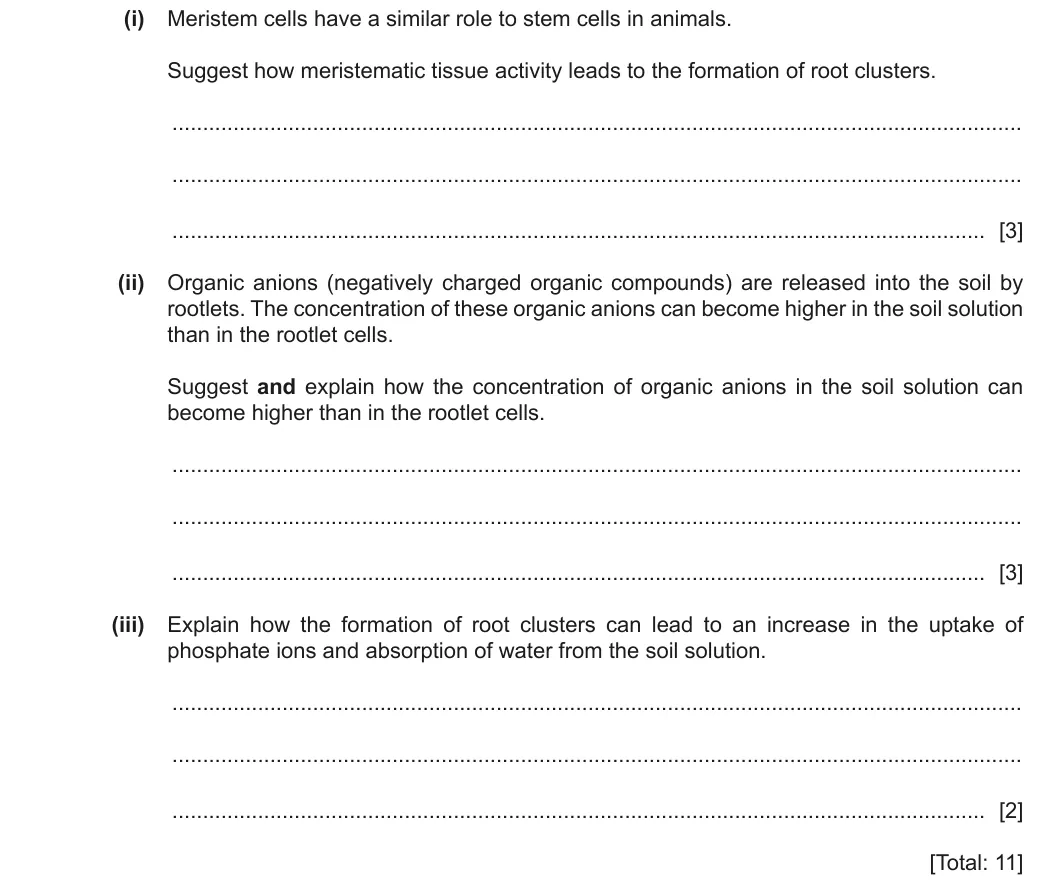 (i) Meristem cells have a similar role to stem cells in animals.
Suggest how meristematic tissue activity leads to the formation of root clusters.
...................................................................................................................................
...................................................................................................................................
............................................................................................................................. [3]
(ii) Organic anions (negatively charged organic compounds) are released into the soil by
rootlets. The concentration of these organic anions can become higher in the soil solution
than in the rootlet cells.
Suggest and explain how the concentration of organic anions in the soil solution can
become higher than in the rootlet cells.
...................................................................................................................................
...................................................................................................................................
............................................................................................................................. [3]
(iii) Explain how the formation of root clusters can lead to an increase in the uptake of
phosphate ions and absorption of water from the soil solution.
...................................................................................................................................
...................................................................................................................................
............................................................................................................................. [2]
[Total: 11]